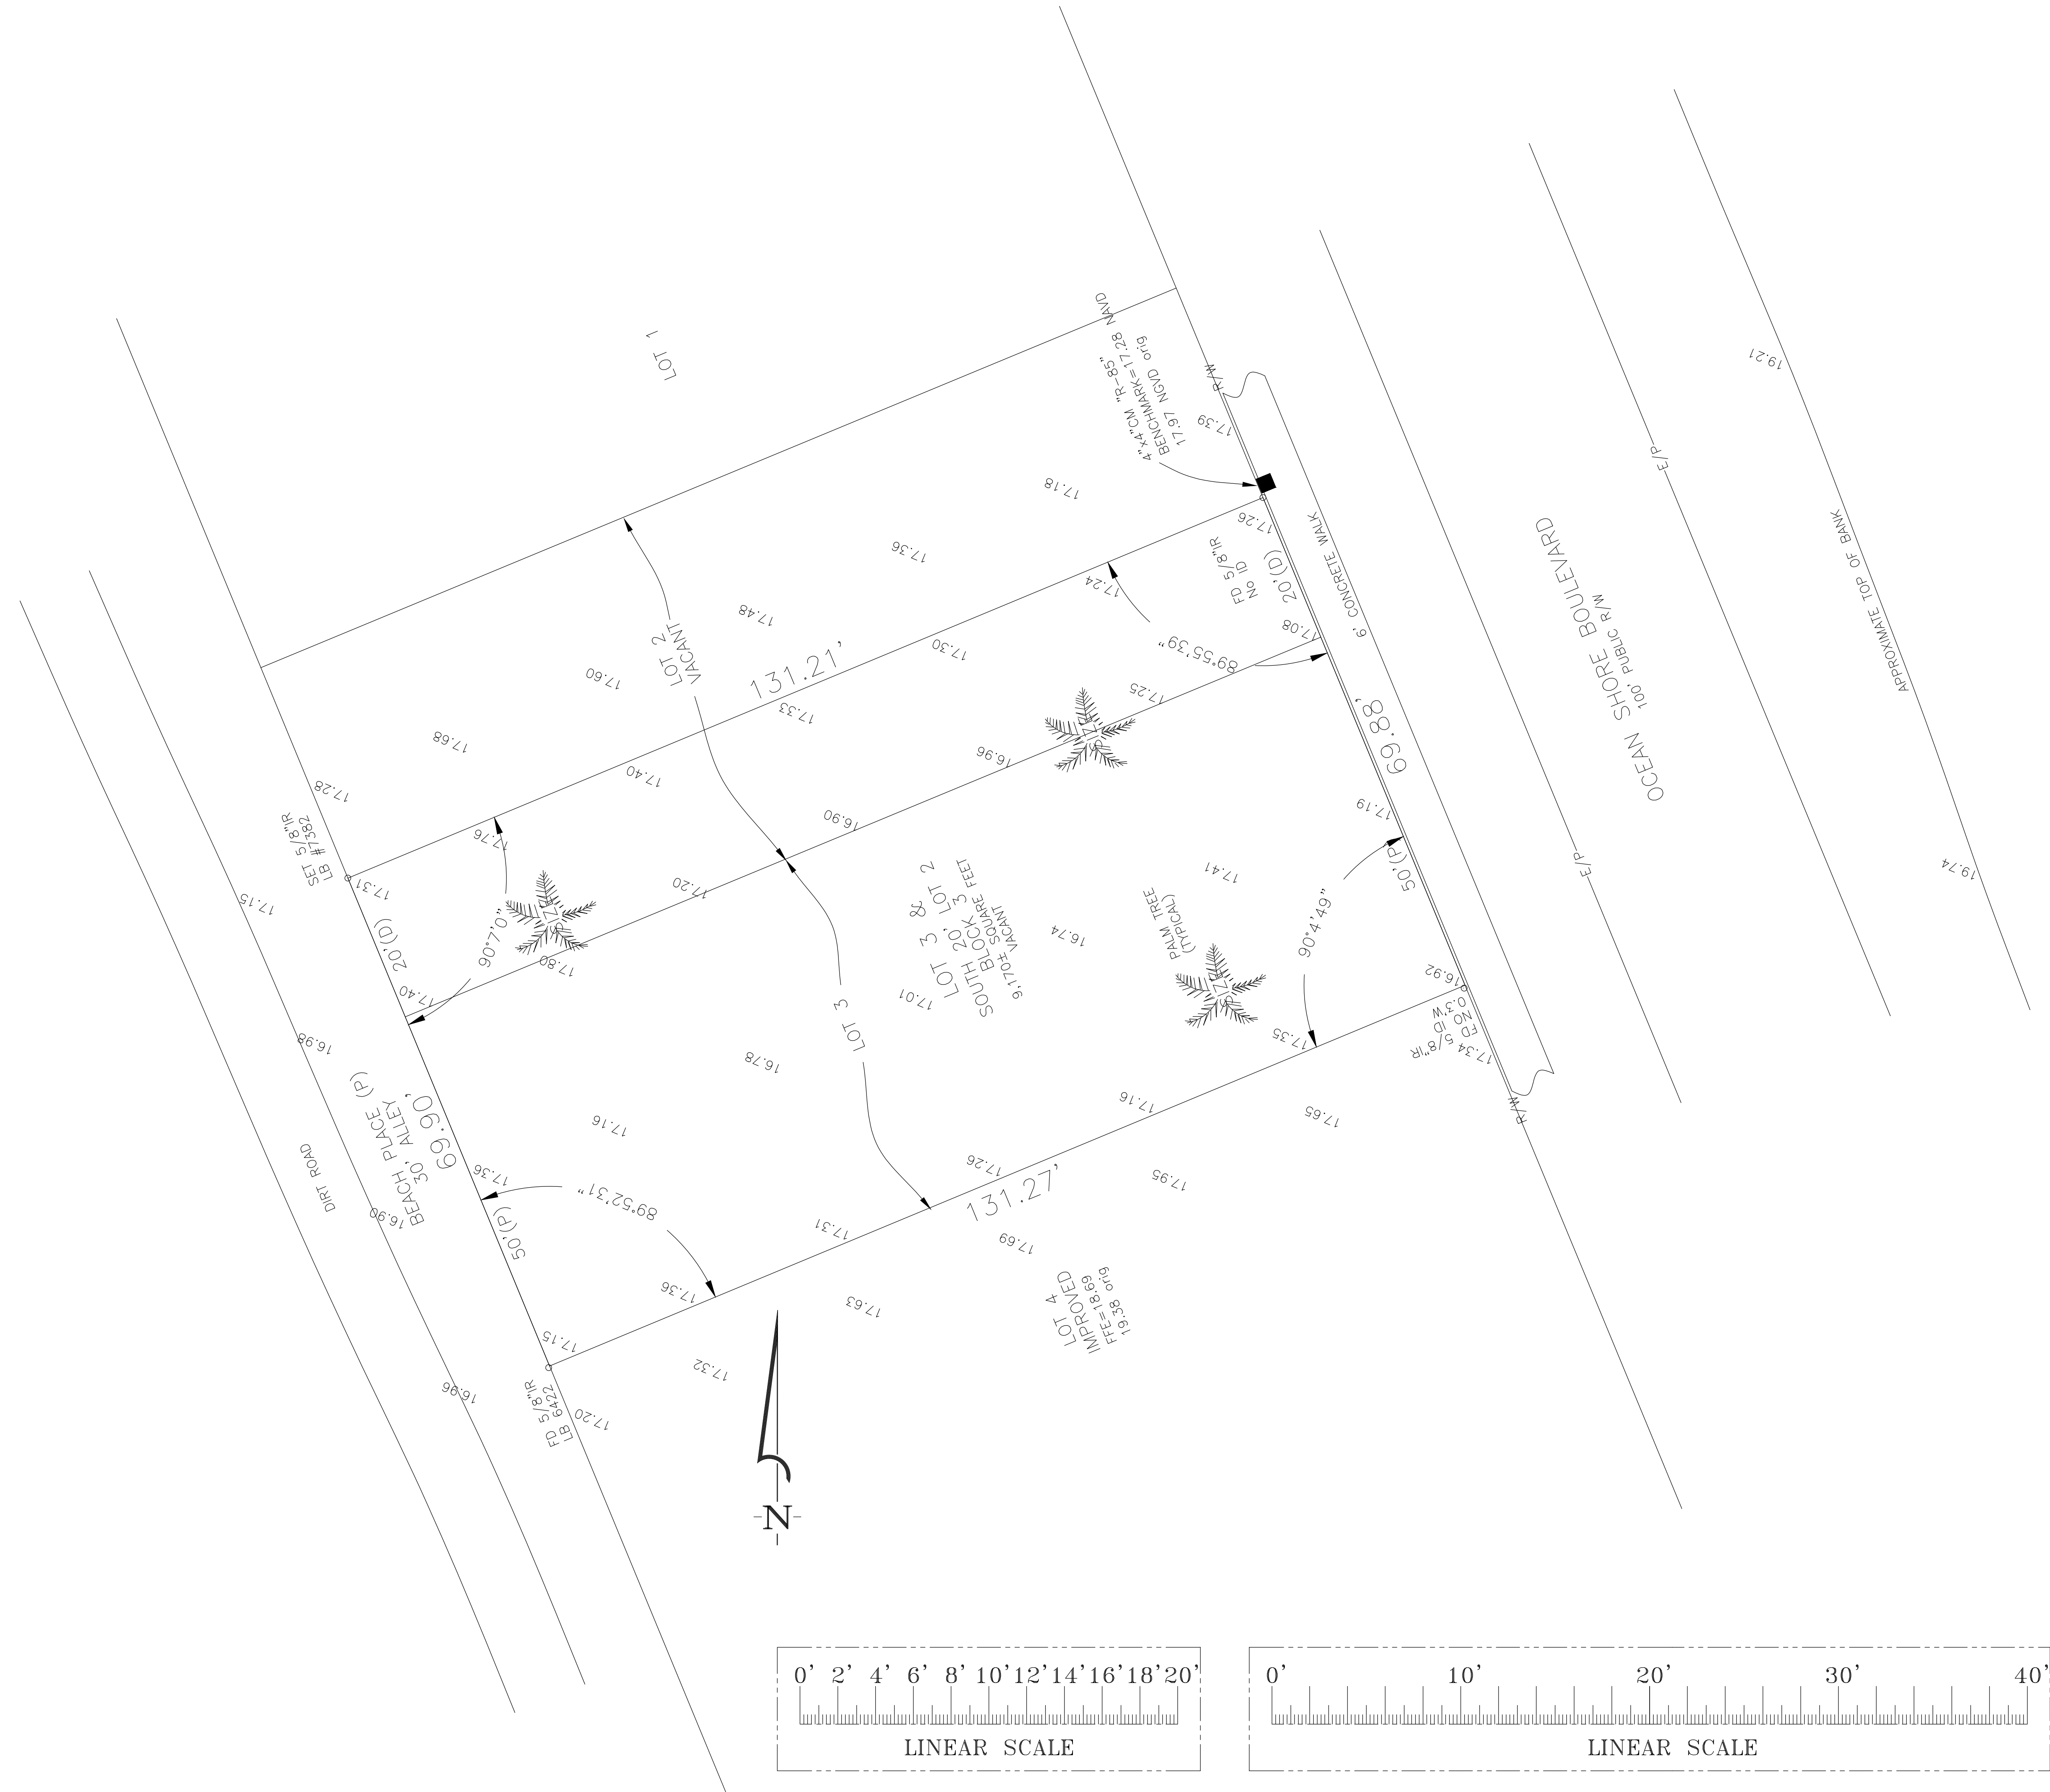 LOT 1
R/W
4"x4"CM "R-85"
BENCHMARK=17.28 NAVD
17.97 NGVD orig
17.39
19.21
E/P
17.18
17.26
17.36
FD 5/8"IR
No ID
20'(D)
6' CONCRETE WALK
OCEAN SHORE BOULEVARD
100' PUBLIC R/W
APPROXIMATE TOP OF BANK
17.24
17.48
LOT 2
VACANT
17.08
17.30
89°55'39"
131.21'
17.60
17.25
17.33
69.88'
17.68
SIZE
16.96
17.40
17.28
17.19
SET 5/8"IR
LB #7382
17.76
16.90
50'(P
E/P
17.31
17.20
17.41
19.74
17.15
SIZE
90°7'0"
20'(D)
LOT 3 &
SOUTH 20' LOT 2
BLOCK 3
9,170± SQUARE FEET
VACANT
PALM TREE
(TYPICAL)
90°4'49"
16.74
17.80
17.40
17.01
SIZE
16.92
FD 5/8"IR
NO ID
0.3'W
LOT 3
17.35
17.34
16.98
16.78
BEACH PLACE (P)
30' ALLEY
69.90'
17.16
17.16
17.65
R/W
DIRT ROAD
17.36
17.26
17.95
131.27'
89°52'31"
16.90
50'(P)
17.31
17.69
17.36
17.63
LOT 4
IMPROVED
FFE=18.69
19.38 orig
17.15
17.32
16.96
FD 5/8"IR
LB 6422
17.20
N
0' 2' 4' 6' 8' 10' 12' 14' 16' 18' 20'
LINEAR SCALE
0' 10' 20' 30' 40'
LINEAR SCALE